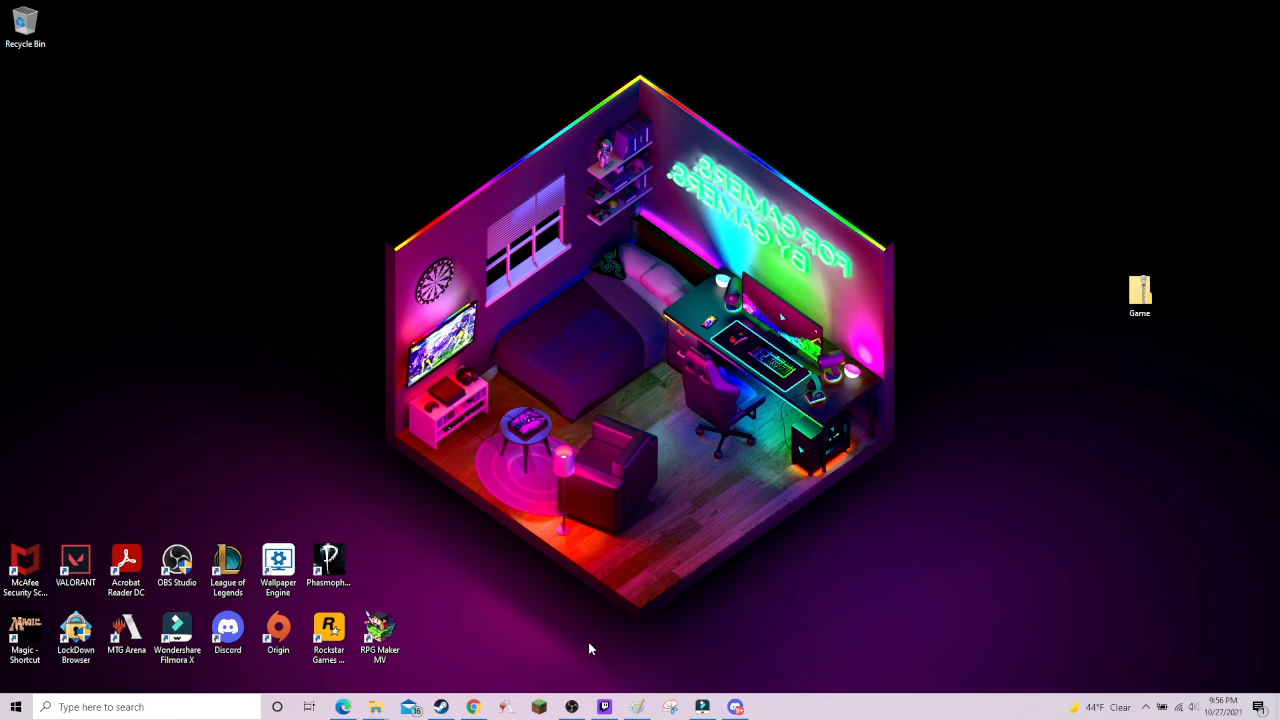 Recycle Bin
FOR GAMERS.
BY GAMERS.
Game
McAfee
Security Sc...
VALORANT
Acrobat
Reader DC
OBS Studio
League of
Legends
Wallpaper
Engine
Phasmoph...
Magic -
Shortcut
LockDown
Browser
MTG Arena
Wondershare
Filmora X
Discord
Origin
Rockstar
Games ...
RPG Maker
MV
Type here to search
16
44°F Clear
9:56 PM
10/27/2021
1